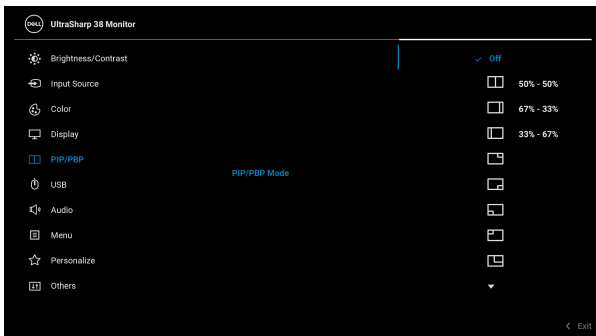 DELL UltraSharp 38 Monitor
Brightness/Contrast
Off
Input Source
50% - 50%
Color
67% - 33%
Display
33% - 67%
PIP/PBP
PIP/PBP Mode
USB
Audio
Menu
Personalize
Others
Exit